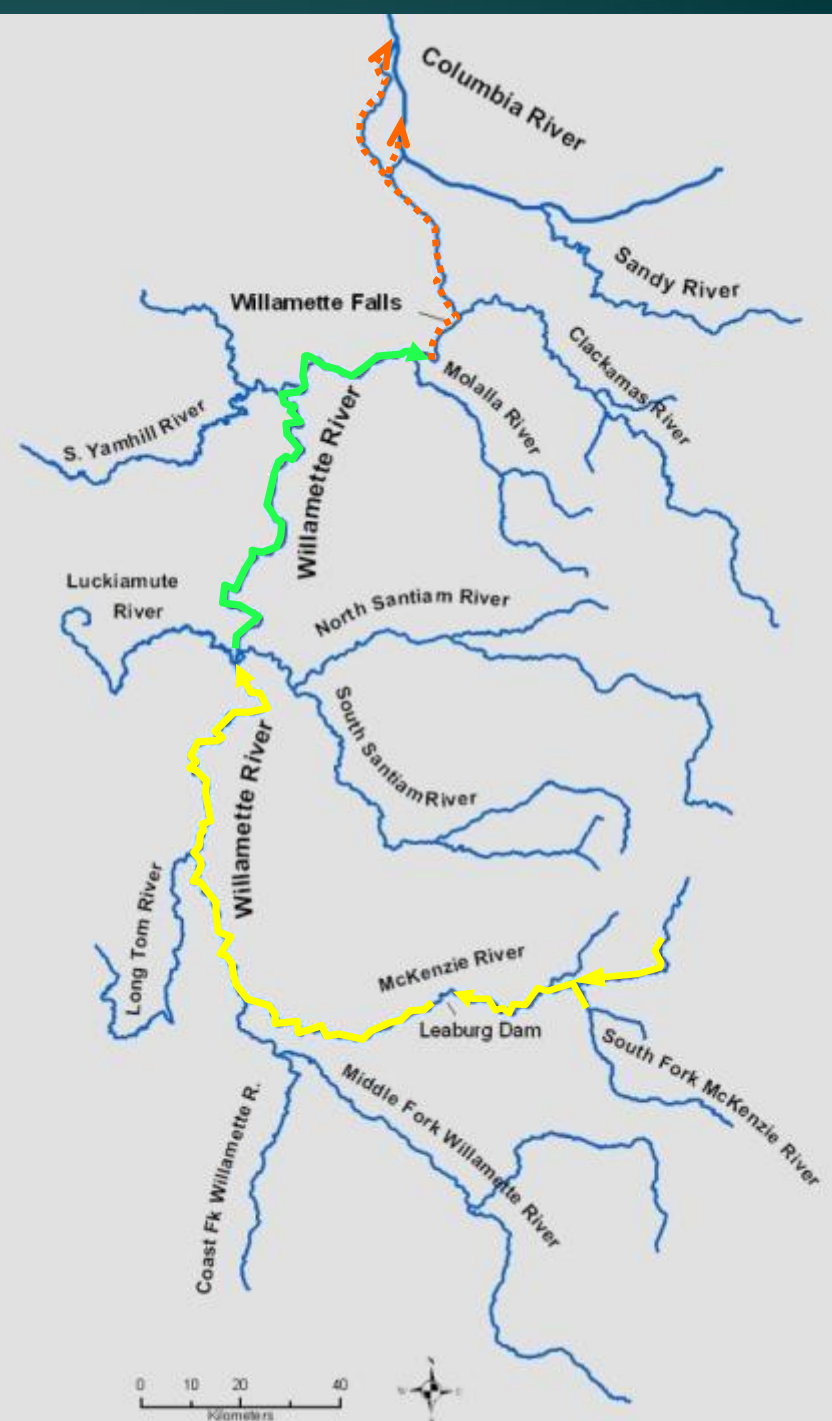 Columbia River
Sandy River
Willamette Falls
Clackamas River
Molalla River
S. Yamhill River
Willamette River
Luckiamute
River
North Santiam River
South Santiam River
Willamette River
Long Tom River
McKenzie River
Leaburg Dam
South Fork McKenzie River
Middle Fork Willamette River
Coast Fk Willamette R.
0 10 20 40
Kilometers